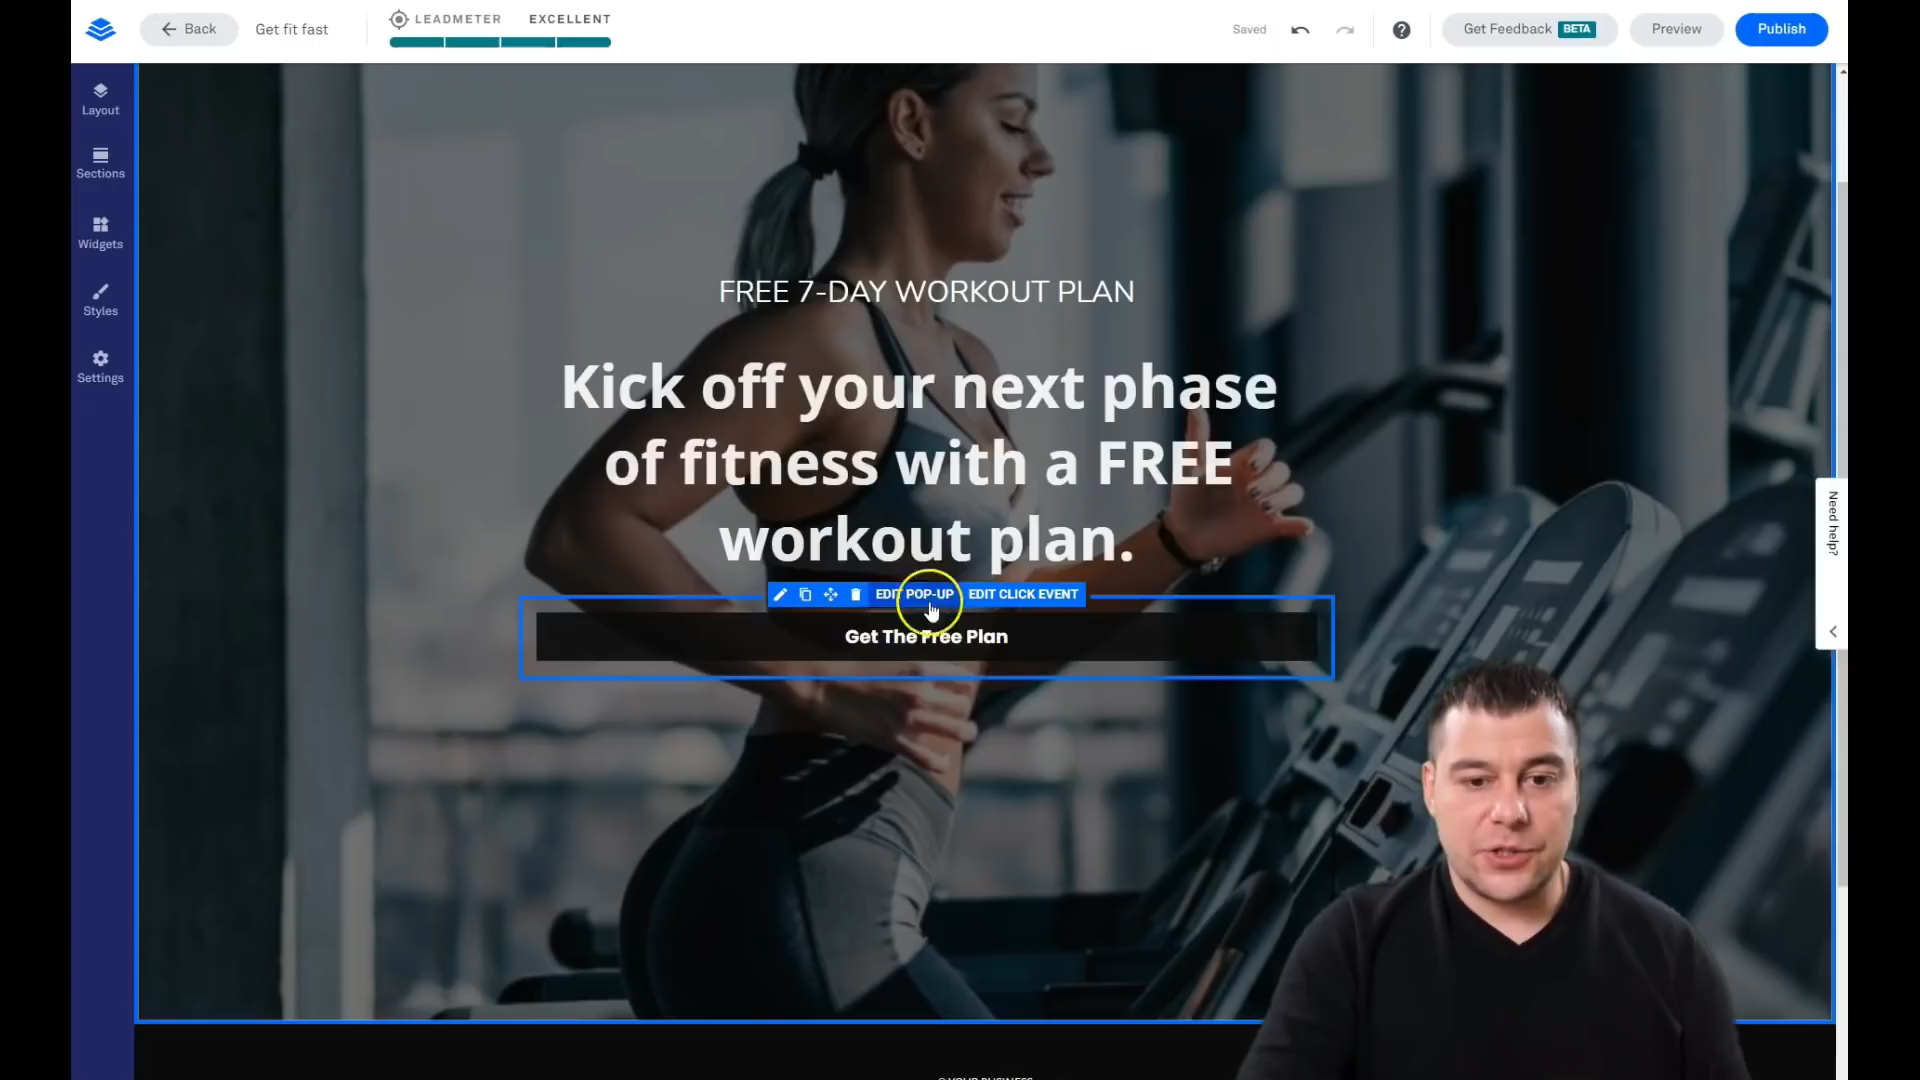 Back
Get fit fast
LEADMETER
EXCELLENT
Saved
Get Feedback
BETA
Preview
Publish
Layout
Sections
Widgets
Styles
Settings
FREE 7-DAY WORKOUT PLAN
Kick off your next phase
of fitness with a FREE
workout plan.
EDIT POP-UP
EDIT CLICK EVENT
Get The Free Plan
Need help?
© YOUR BUSINESS